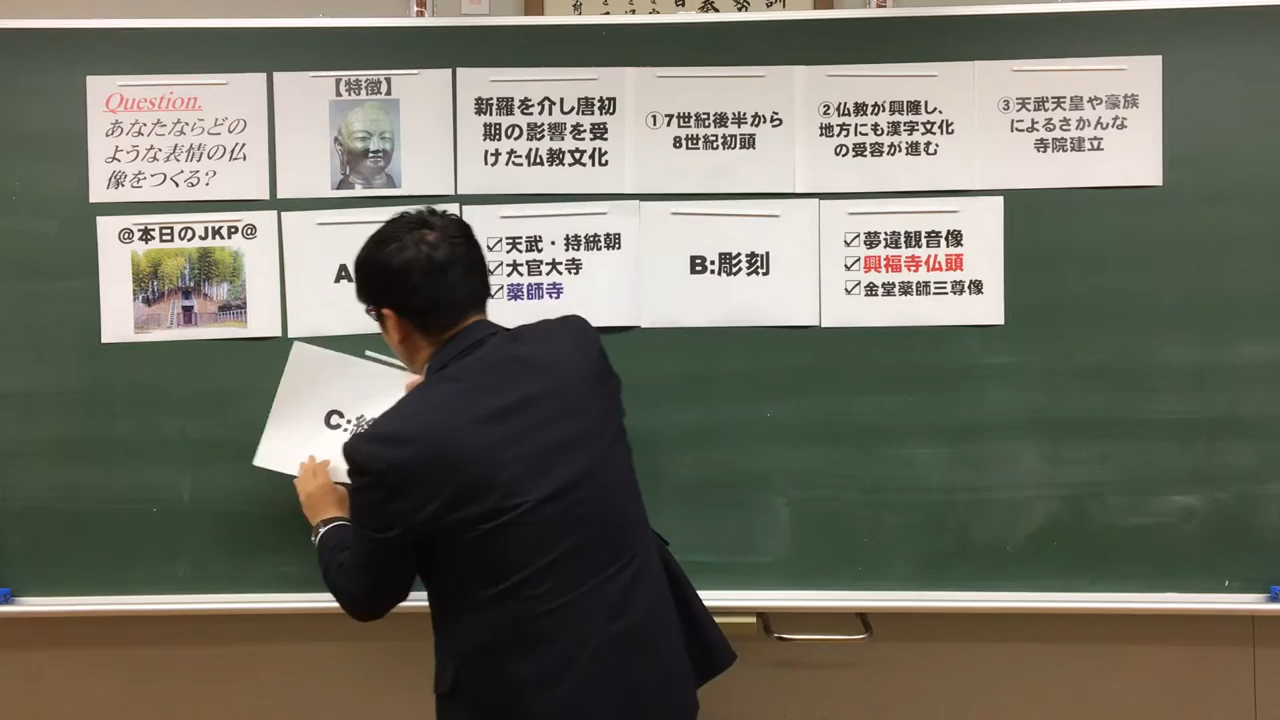 Question.
あなたならどの
ような表情の仏
像をつくる?
【特徴】
新羅を介し唐初
期の影響を受
けた仏教文化
①7世紀後半から
8世紀初頭
②仏教が興隆し、
地方にも漢字文化
の受容が進む
③天武天皇や豪族
によるさかんな
寺院建立
@本日のJKP@
A
☑天武・持統朝
☑大官大寺
☑薬師寺
B:彫刻
☑夢違観音像
☑興福寺仏頭
☑金堂薬師三尊像
C: